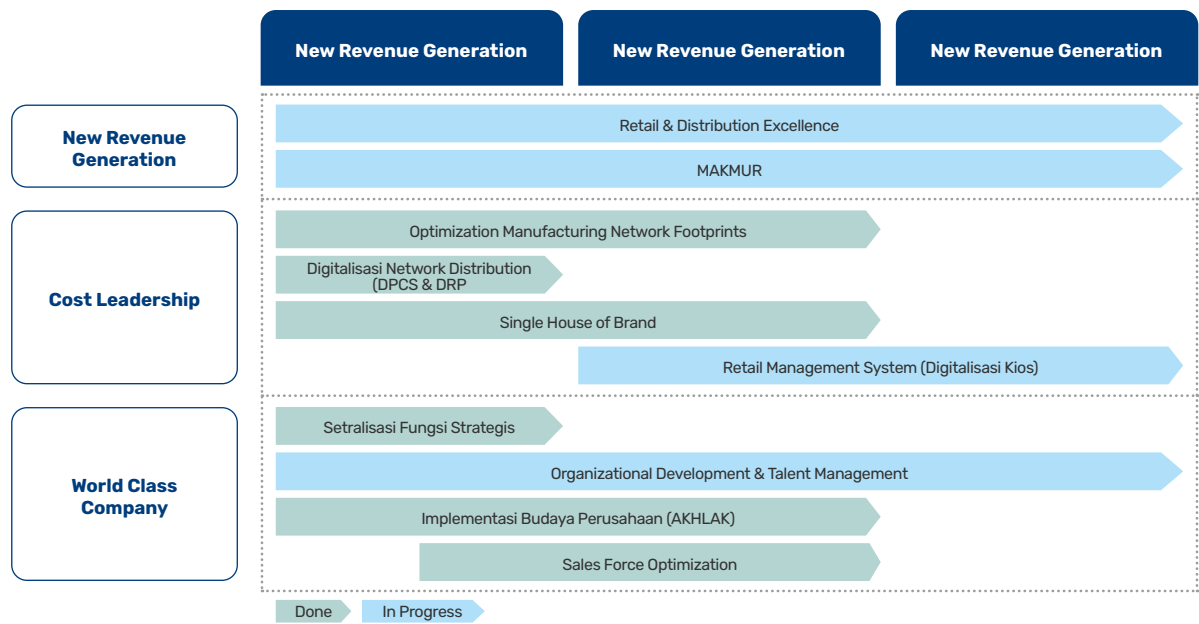 New Revenue Generation
New Revenue Generation
New Revenue Generation
New Revenue
Generation
Retail & Distribution Excellence
MAKMUR
Cost Leadership
Optimization Manufacturing Network Footprints
Digitalisasi Network Distribution
(DPCS & DRP
Single House of Brand
Retail Management System (Digitalisasi Kios)
World Class
Company
Setralisasi Fungsi Strategis
Organizational Development & Talent Management
Implementasi Budaya Perusahaan (AKHLAK)
Sales Force Optimization
Done
In Progress